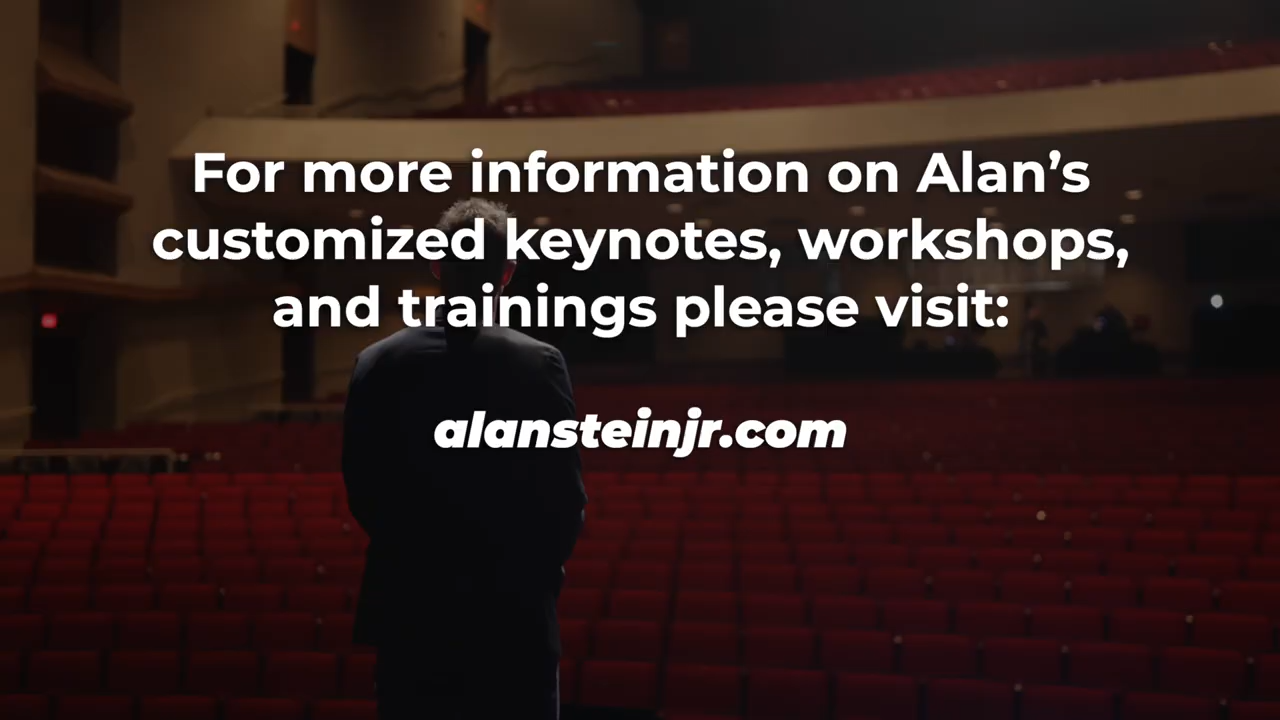 For more information on Alan’s
customized keynotes, workshops,
and trainings please visit:
alansteinjr.com